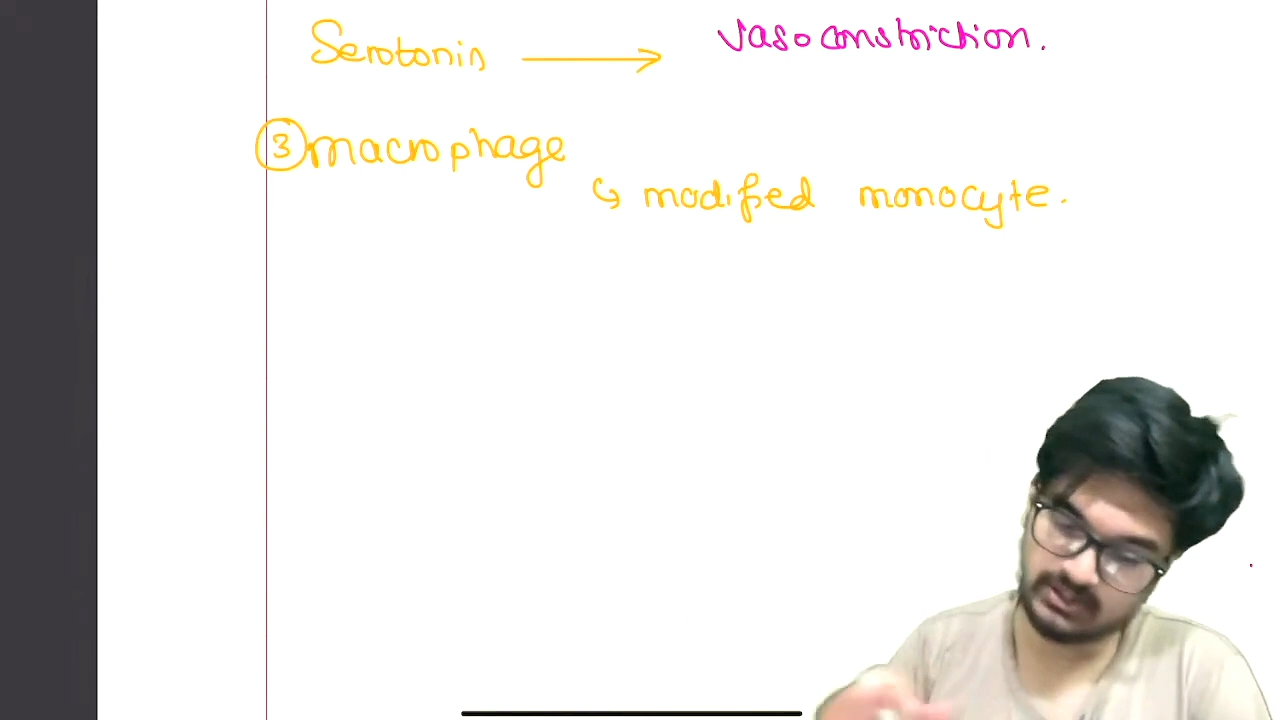 Serotonin → vasoconstriction.
③ macrophage
↳ modified monocyte.